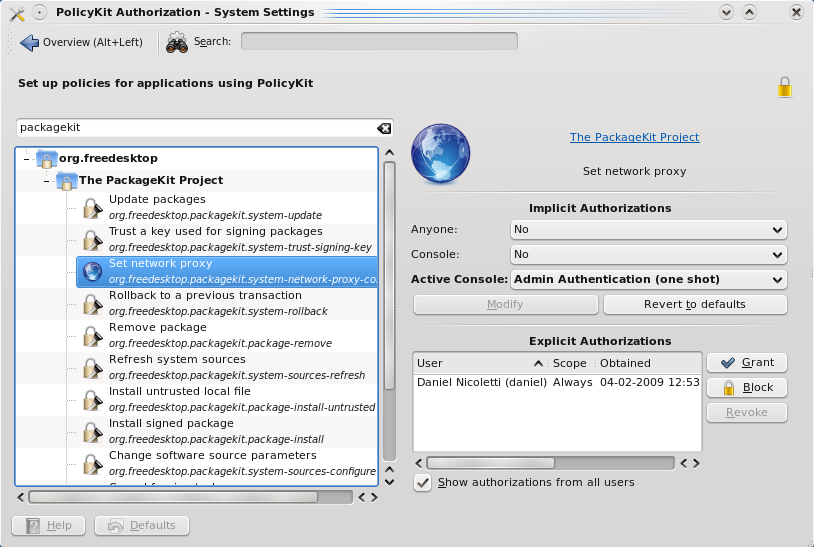 PolicyKit Authorization - System Settings
Overview (Alt+Left)
Search:
Set up policies for applications using PolicyKit
packagekit
org.freedesktop
The PackageKit Project
Update packages
org.freedesktop.packagekit.system-update
Trust a key used for signing packages
org.freedesktop.packagekit.system-trust-signing-key
Set network proxy
org.freedesktop.packagekit.system-network-proxy-co
Rollback to a previous transaction
org.freedesktop.packagekit.system-rollback
Remove package
org.freedesktop.packagekit.package-remove
Refresh system sources
org.freedesktop.packagekit.system-sources-refresh
Install untrusted local file
org.freedesktop.packagekit.package-install-untrusted
Install signed package
org.freedesktop.packagekit.package-install
Change software source parameters
org.freedesktop.packagekit.system-sources-configure
The PackageKit Project
Set network proxy
Implicit Authorizations
Anyone: No
Console: No
Active Console: Admin Authentication (one shot)
Modify Revert to defaults
Explicit Authorizations
User Scope Obtained
Daniel Nicoletti (daniel) Always 04-02-2009 12:53
Grant
Block
Revoke
Show authorizations from all users
Help Defaults